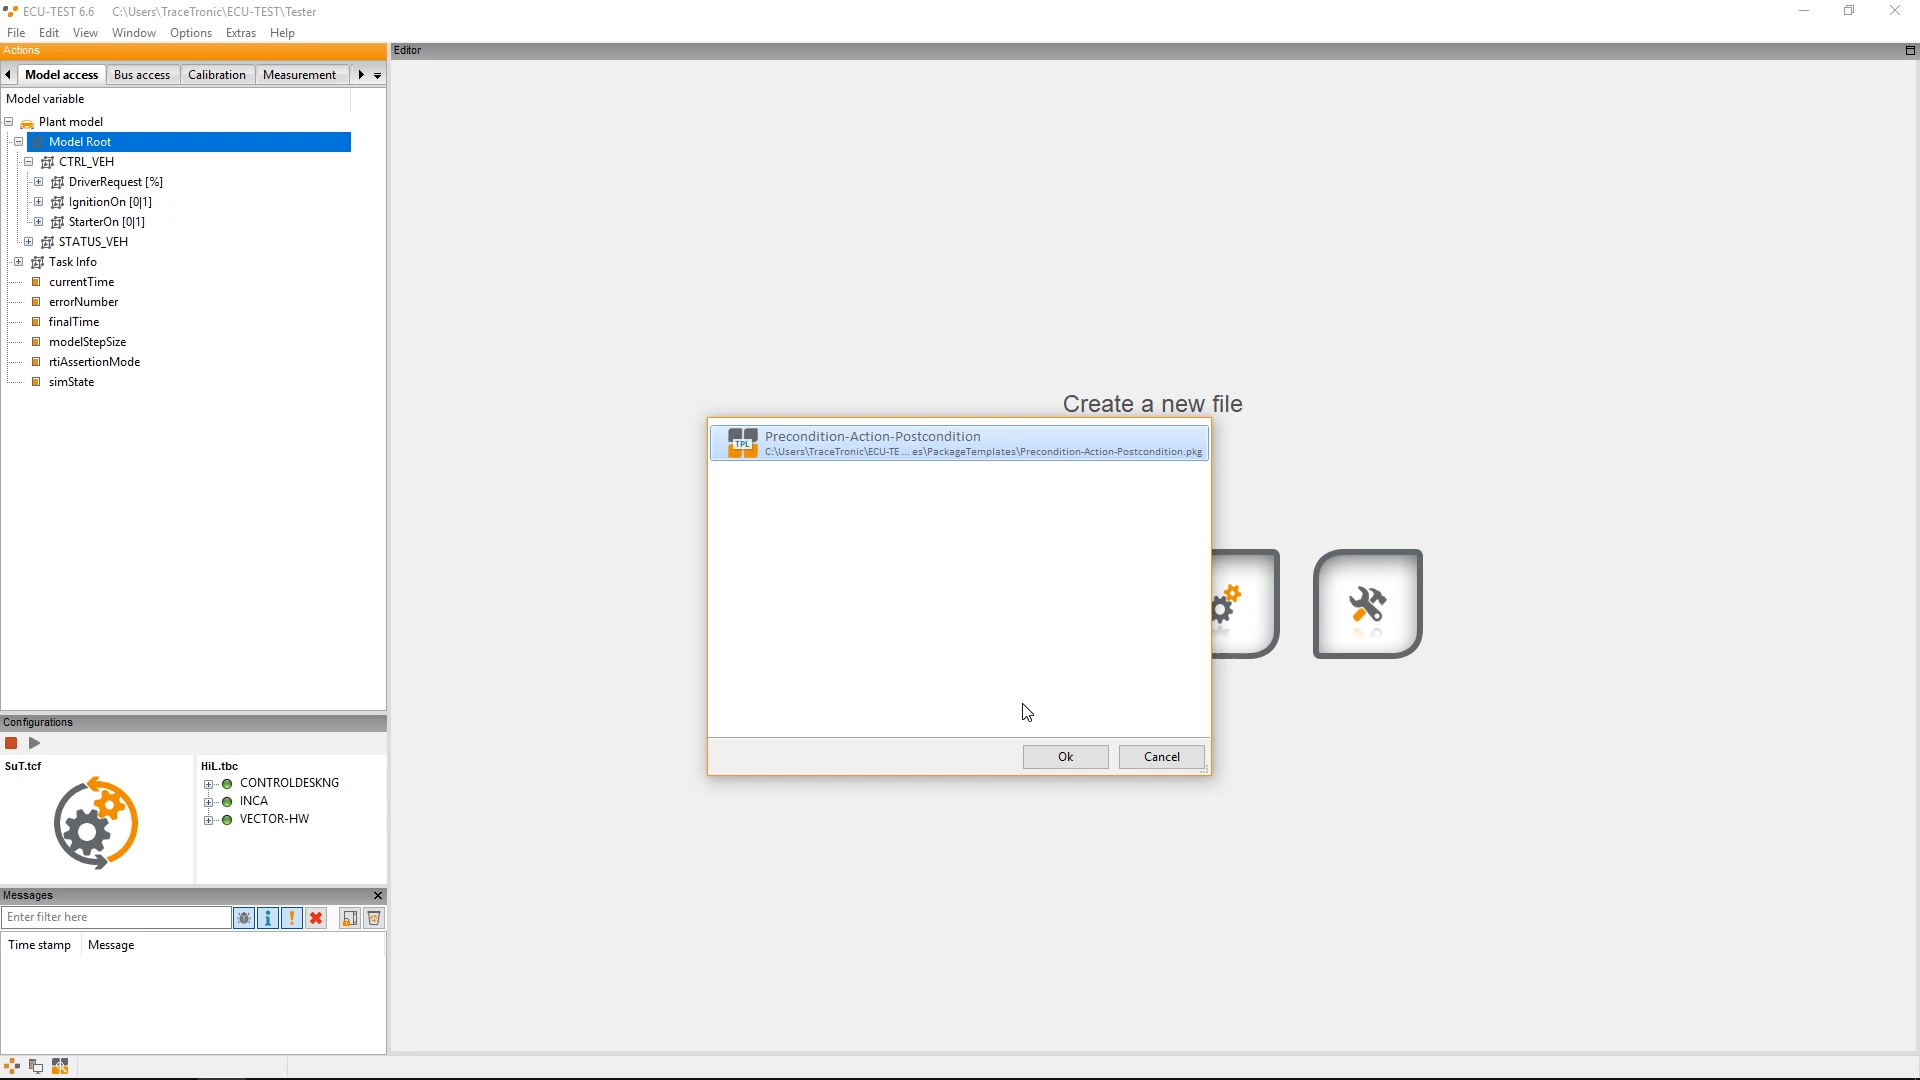 ECU-TEST 6.6 C:\Users\TraceTronic\ECU-TEST\Tester
File Edit View Window Options Extras Help
Actions
Editor
Model access Bus access Calibration Measurement
Model variable
Plant model
Model Root
CTRL_VEH
DriverRequest [%]
IgnitionOn [0|1]
StarterOn [0|1]
STATUS_VEH
Task Info
currentTime
errorNumber
finalTime
modelStepSize
rtiAssertionMode
simState
Create a new file
TPL
Precondition-Action-Postcondition
C:\Users\TraceTronic\ECU-TE ... es\PackageTemplates\Precondition-Action-Postcondition.pkg
Ok
Cancel
Configurations
SuT.tcf
HiL.tbc
CONTROLDESKNG
INCA
VECTOR-HW
Messages
Enter filter here
Time stamp Message